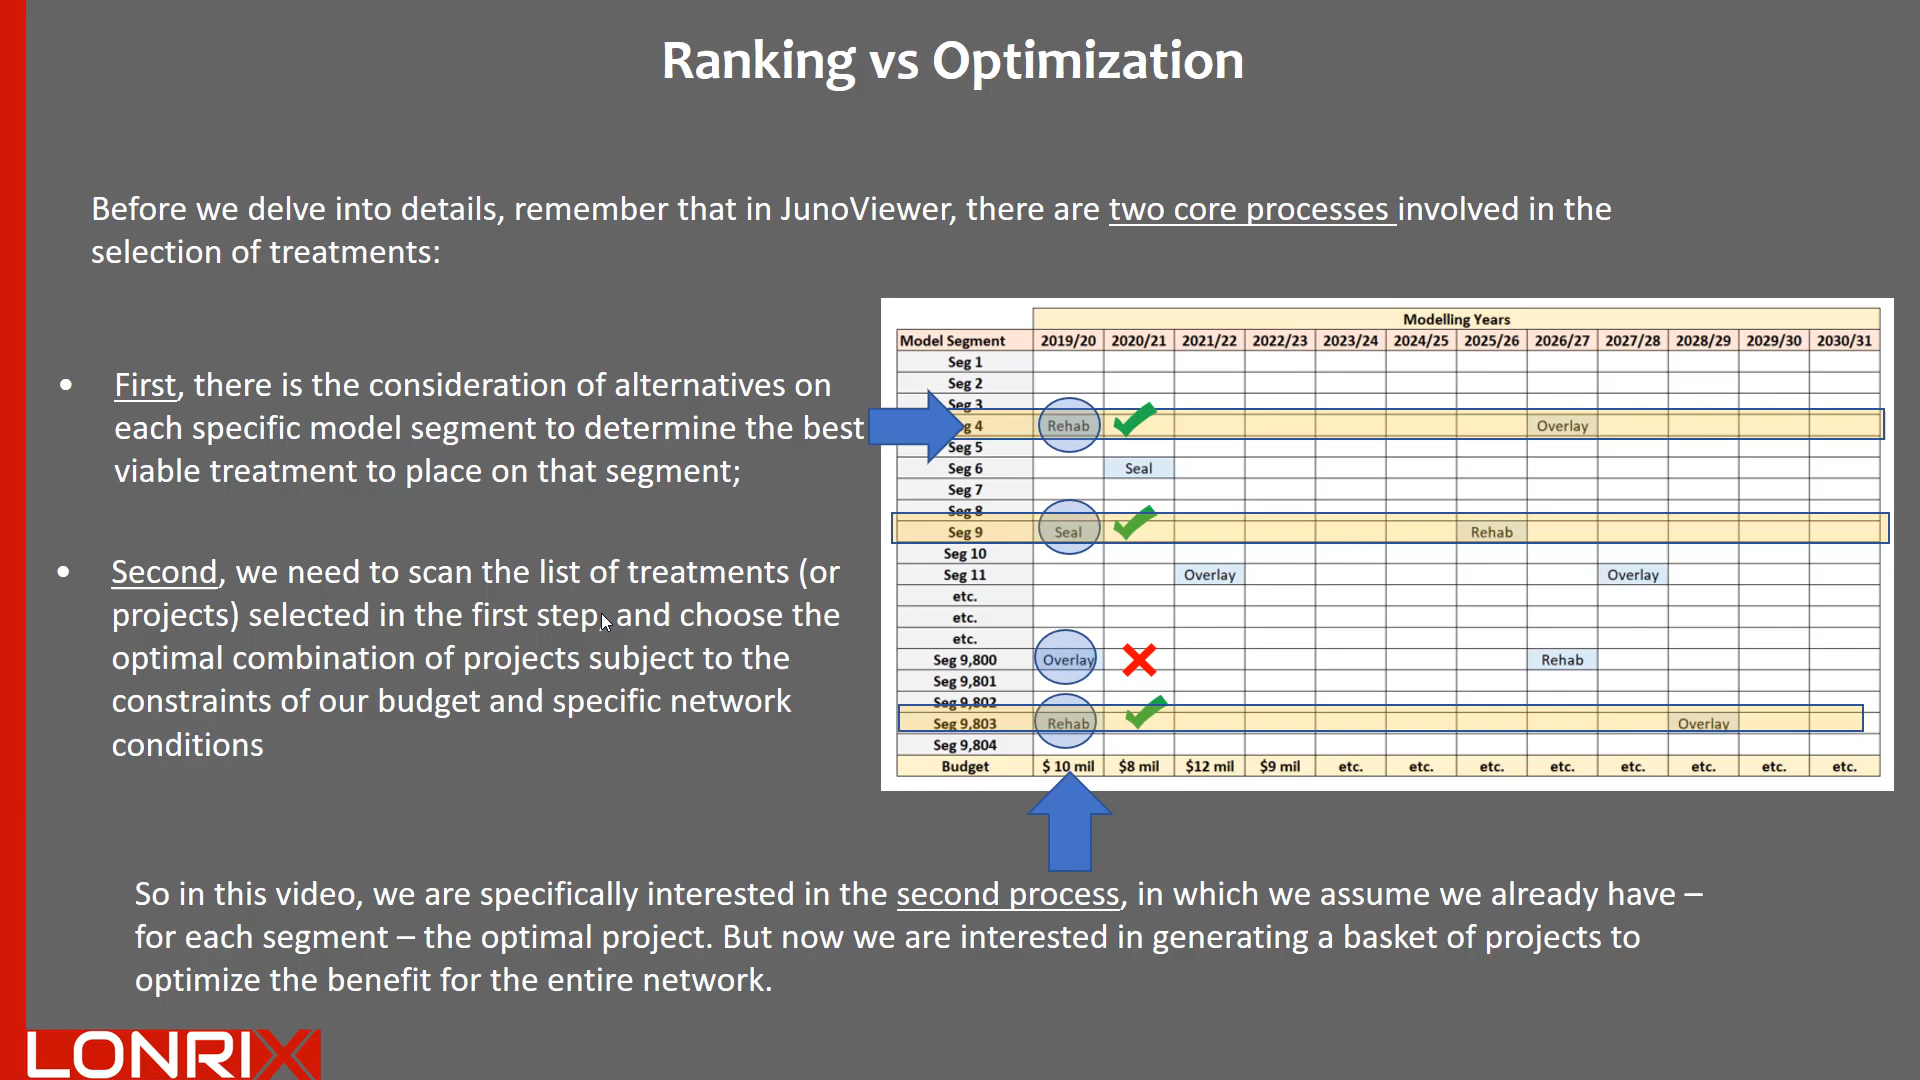 Ranking vs Optimization
Before we delve into details, remember that in JunoViewer, there are two core processes involved in the
selection of treatments:
• First, there is the consideration of alternatives on
each specific model segment to determine the best
viable treatment to place on that segment;
• Second, we need to scan the list of treatments (or
projects) selected in the first step, and choose the
optimal combination of projects subject to the
constraints of our budget and specific network
conditions
Modelling Years
Model Segment 2019/20 2020/21 2021/22 2022/23 2023/24 2024/25 2025/26 2026/27 2027/28 2028/29 2029/30 2030/31
Seg 1
Seg 2
Seg 3
g 4 Rehab Overlay
Seg 5
Seg 6 Seal
Seg 7
Seg 8
Seg 9 Seal Rehab
Seg 10
Seg 11 Overlay Overlay
etc.
etc.
etc.
Seg 9,800 Overlay Rehab
Seg 9,801
Seg 9,802
Seg 9,803 Rehab Overlay
Seg 9,804
Budget $ 10 mil $8 mil $12 mil $9 mil etc. etc. etc. etc. etc. etc. etc. etc.
So in this video, we are specifically interested in the second process, in which we assume we already have –
for each segment – the optimal project. But now we are interested in generating a basket of projects to
optimize the benefit for the entire network.
LONRIX